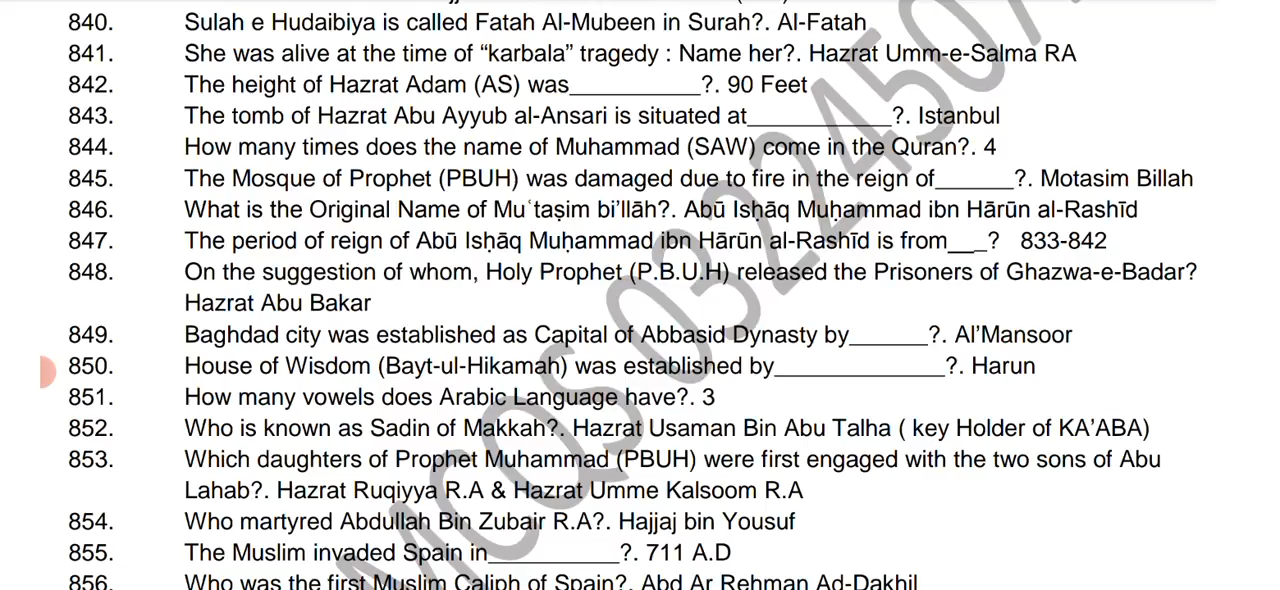 840. Sulah e Hudaibiya is called Fatah Al-Mubeen in Surah?. Al-Fatah
841. She was alive at the time of “karbala” tragedy : Name her?. Hazrat Umm-e-Salma RA
842. The height of Hazrat Adam (AS) was___________?. 90 Feet
843. The tomb of Hazrat Abu Ayyub al-Ansari is situated at____________?. Istanbul
844. How many times does the name of Muhammad (SAW) come in the Quran?. 4
845. The Mosque of Prophet (PBUH) was damaged due to fire in the reign of______?. Motasim Billah
846. What is the Original Name of Muʿtaṣim bi’llāh?. Abū Isḥāq Muḥammad ibn Hārūn al-Rashīd
847. The period of reign of Abū Isḥāq Muḥammad ibn Hārūn al-Rashīd is from___? 833-842
848. On the suggestion of whom, Holy Prophet (P.B.U.H) released the Prisoners of Ghazwa-e-Badar?
Hazrat Abu Bakar
849. Baghdad city was established as Capital of Abbasid Dynasty by______?. Al’Mansoor
850. House of Wisdom (Bayt-ul-Hikamah) was established by_____________?. Harun
851. How many vowels does Arabic Language have?. 3
852. Who is known as Sadin of Makkah?. Hazrat Usaman Bin Abu Talha ( key Holder of KA’ABA)
853. Which daughters of Prophet Muhammad (PBUH) were first engaged with the two sons of Abu
Lahab?. Hazrat Ruqiyya R.A & Hazrat Umme Kalsoom R.A
854. Who martyred Abdullah Bin Zubair R.A?. Hajjaj bin Yousuf
855. The Muslim invaded Spain in__________?. 711 A.D
856. Who was the first Muslim Caliph of Spain?. Abd Ar Rehman Ad-Dakhil
MCQS 03224507